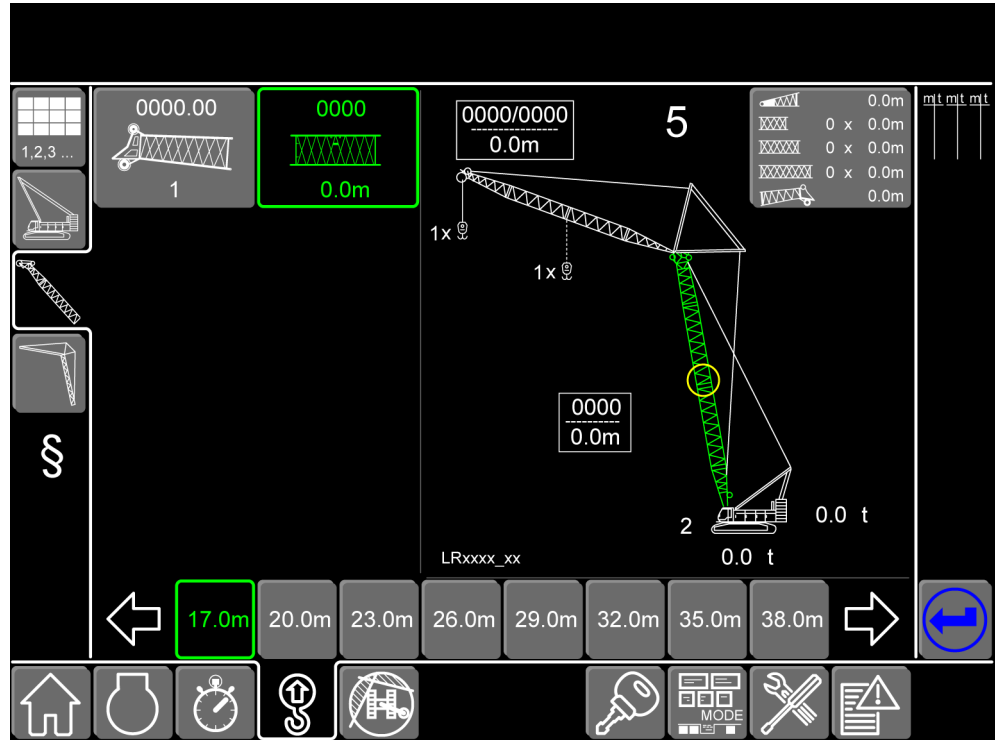 1,2,3 ...
0000.00
1
0000
0.0m
0000/0000
0.0m
5
0.0m
0 x 0.0m
0 x 0.0m
0 x 0.0m
0.0m
m t m t m t
1x
1x
0000
0.0m
§
2
0.0 t
0.0 t
LRxxxx_xx
17.0m
20.0m
23.0m
26.0m
29.0m
32.0m
35.0m
38.0m
MODE